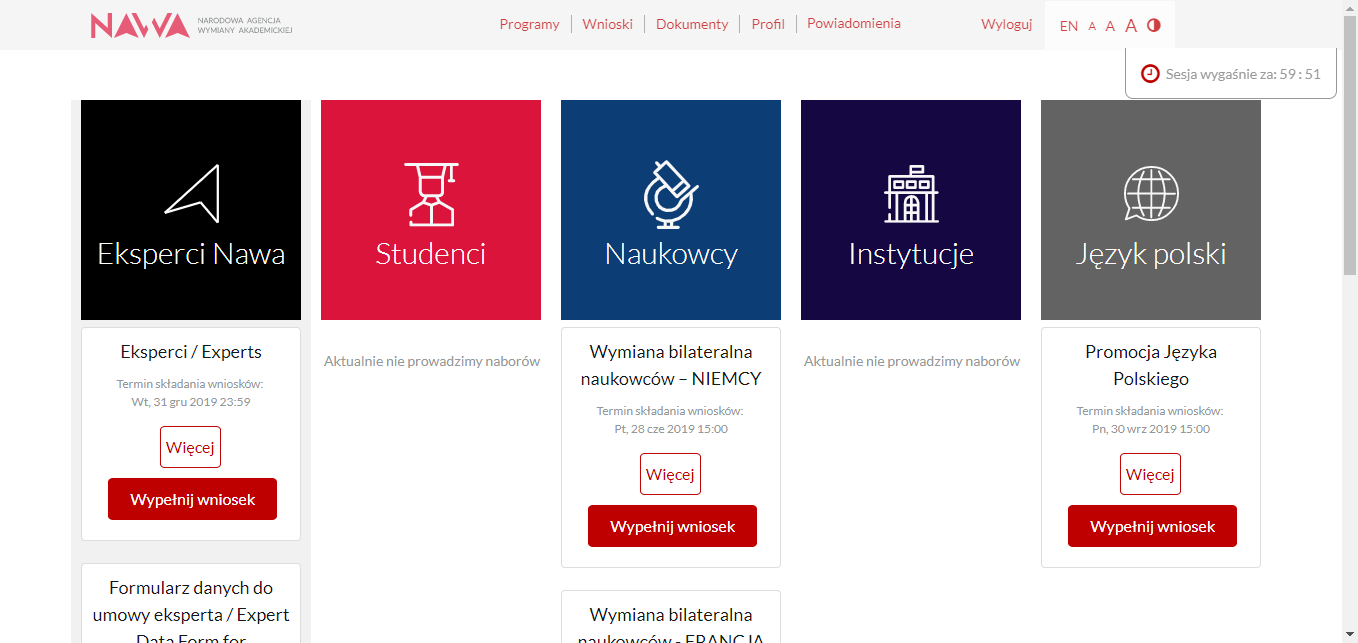 NAWA
NARODOWA AGENCJA
WYMIANY AKADEMICKIEJ
Programy
Wnioski
Dokumenty
Profil
Powiadomienia
Wyloguj
EN A A A
Sesja wygaśnie za: 59 : 51
Eksperci Nawa
Studenci
Naukowcy
Instytucje
Język polski
Eksperci / Experts
Termin składania wniosków:
Wt, 31 gru 2019 23:59
Więcej
Wypełnij wniosek
Formularz danych do
umowy eksperta / Expert
Data Form for
Aktualnie nie prowadzimy naborów
Wymiana bilateralna
naukowców – NIEMCY
Termin składania wniosków:
Pt, 28 cze 2019 15:00
Więcej
Wypełnij wniosek
Wymiana bilateralna
naukowców - FRANCJA
Aktualnie nie prowadzimy naborów
Promocja Języka
Polskiego
Termin składania wniosków:
Pn, 30 wrz 2019 15:00
Więcej
Wypełnij wniosek